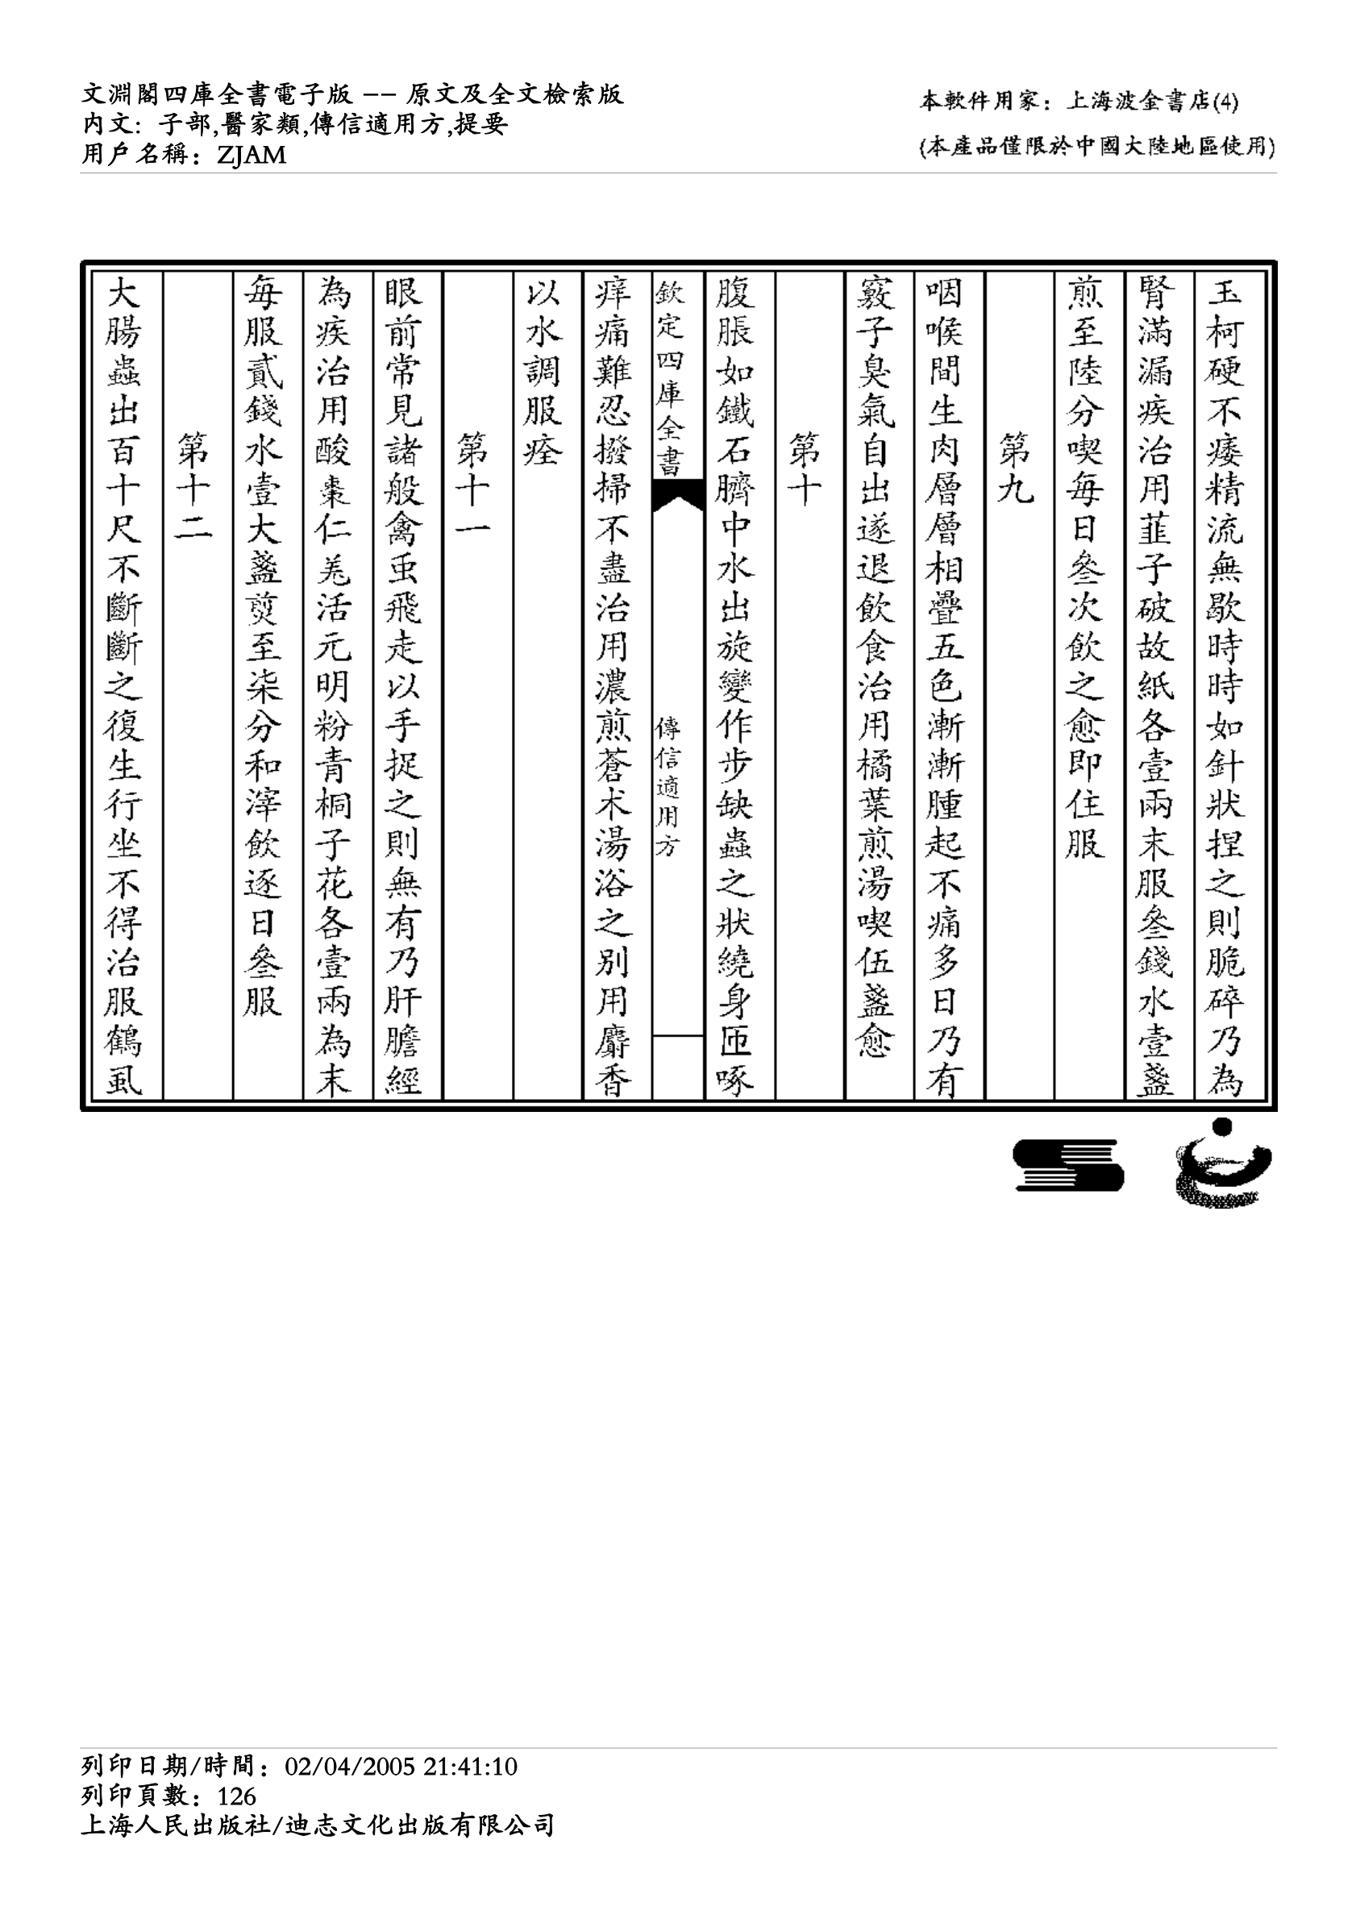 文淵閣四庫全書電子版 −− 原文及全文檢索版
内文: 子部,醫家類,傳信適用方,提要
用戶名稱：ZJAM
本軟件用家：上海波金書店(4)
(本產品僅限於中國大陸地區使用)
玉柯硬不痿精流無歇時時如針狀揑之則脆碎乃為
腎滿漏疾治用韮子破故紙各壹兩末服叄錢水壹盞
煎至陸分喫每日叄次飲之愈即住服
第九
咽喉間生肉層層相疊五色漸漸腫起不痛多日乃有
竅子臭氣自出遂退飲食治用橘葉煎湯喫伍盞愈
第十
腹脹如鐵石臍中水出旋變作步缺蟲之狀繞身匝啄
欽定四庫全書
傳信適用方
痒痛難忍撥掃不盡治用濃煎蒼术湯浴之别用麝香
以水調服痊
第十一
眼前常見諸般禽虫飛走以手捉之則無有乃肝膽經
為疾治用酸棗仁羌活元明粉青桐子花各壹兩為末
每服貳錢水壹大盞煎至柒分和滓飲逐日叄服
第十二
大腸蟲出百十尺不斷斷之復生行坐不得治服鶴虱
列印日期/時間：02/04/2005 21:41:10
列印頁數：126
上海人民出版社/迪志文化出版有限公司